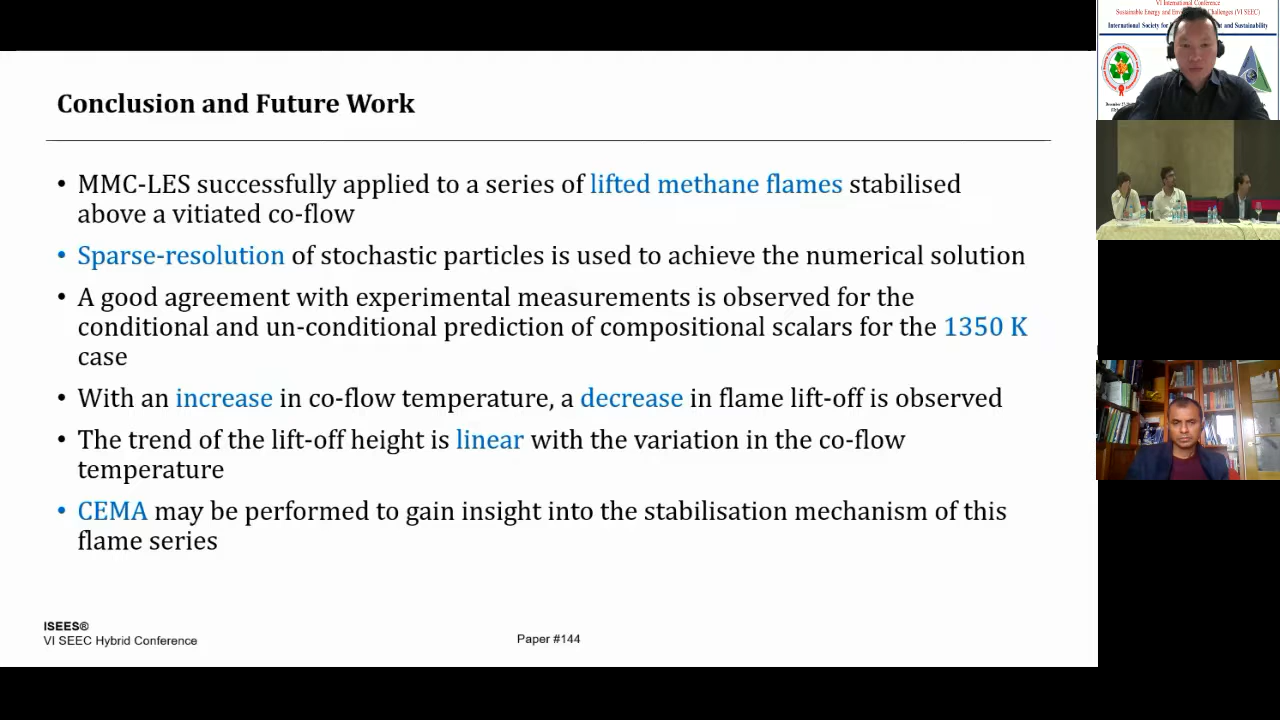 Conclusion and Future Work
• MMC-LES successfully applied to a series of lifted methane flames stabilised
above a vitiated co-flow
• Sparse-resolution of stochastic particles is used to achieve the numerical solution
• A good agreement with experimental measurements is observed for the
conditional and un-conditional prediction of compositional scalars for the 1350 K
case
• With an increase in co-flow temperature, a decrease in flame lift-off is observed
• The trend of the lift-off height is linear with the variation in the co-flow
temperature
• CEMA may be performed to gain insight into the stabilisation mechanism of this
flame series
ISEES®
VI SEEC Hybrid Conference
Paper #144
VI International Conference
Sustainable Energy and Challenges (VI SEEC)
International Society for and Sustainability